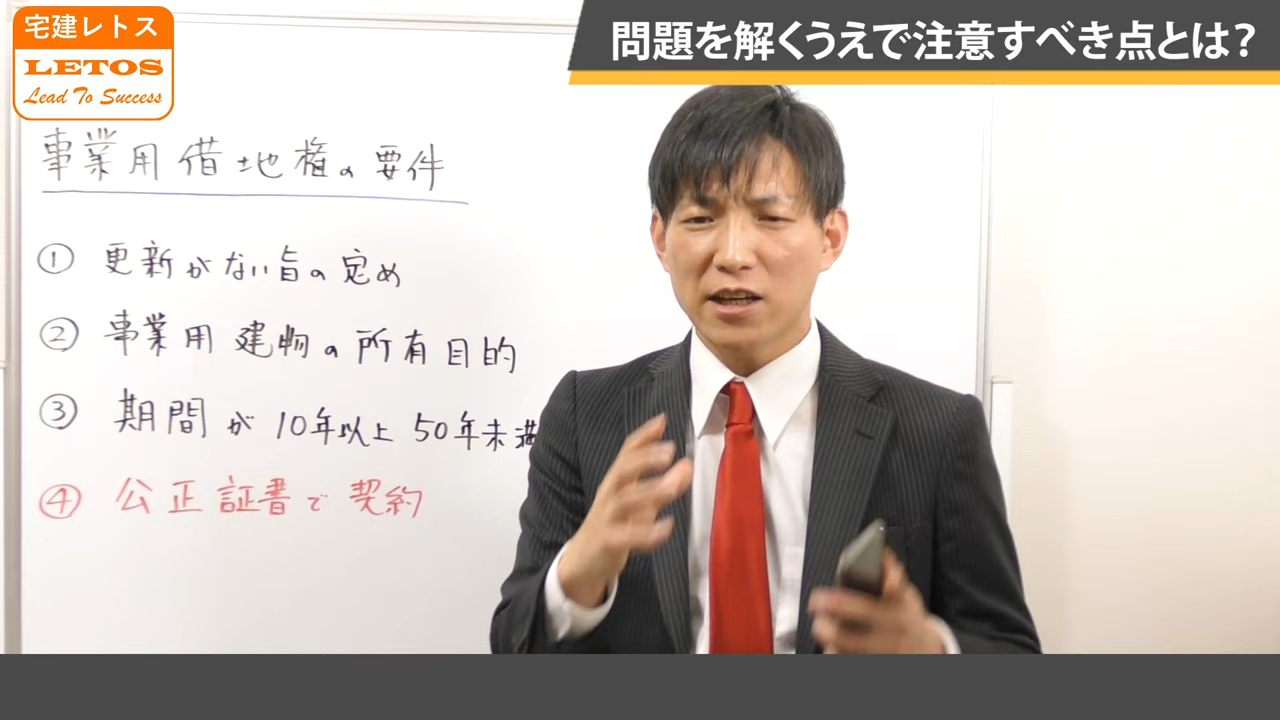 宅建レトス
LETOS
Lead To Success
問題を解くうえで注意すべき点とは?
事業用借地権の要件
① 更新がない旨の定め
② 事業用建物の所有目的
③ 期間が10年以上50年未満
④ 公正証書で契約